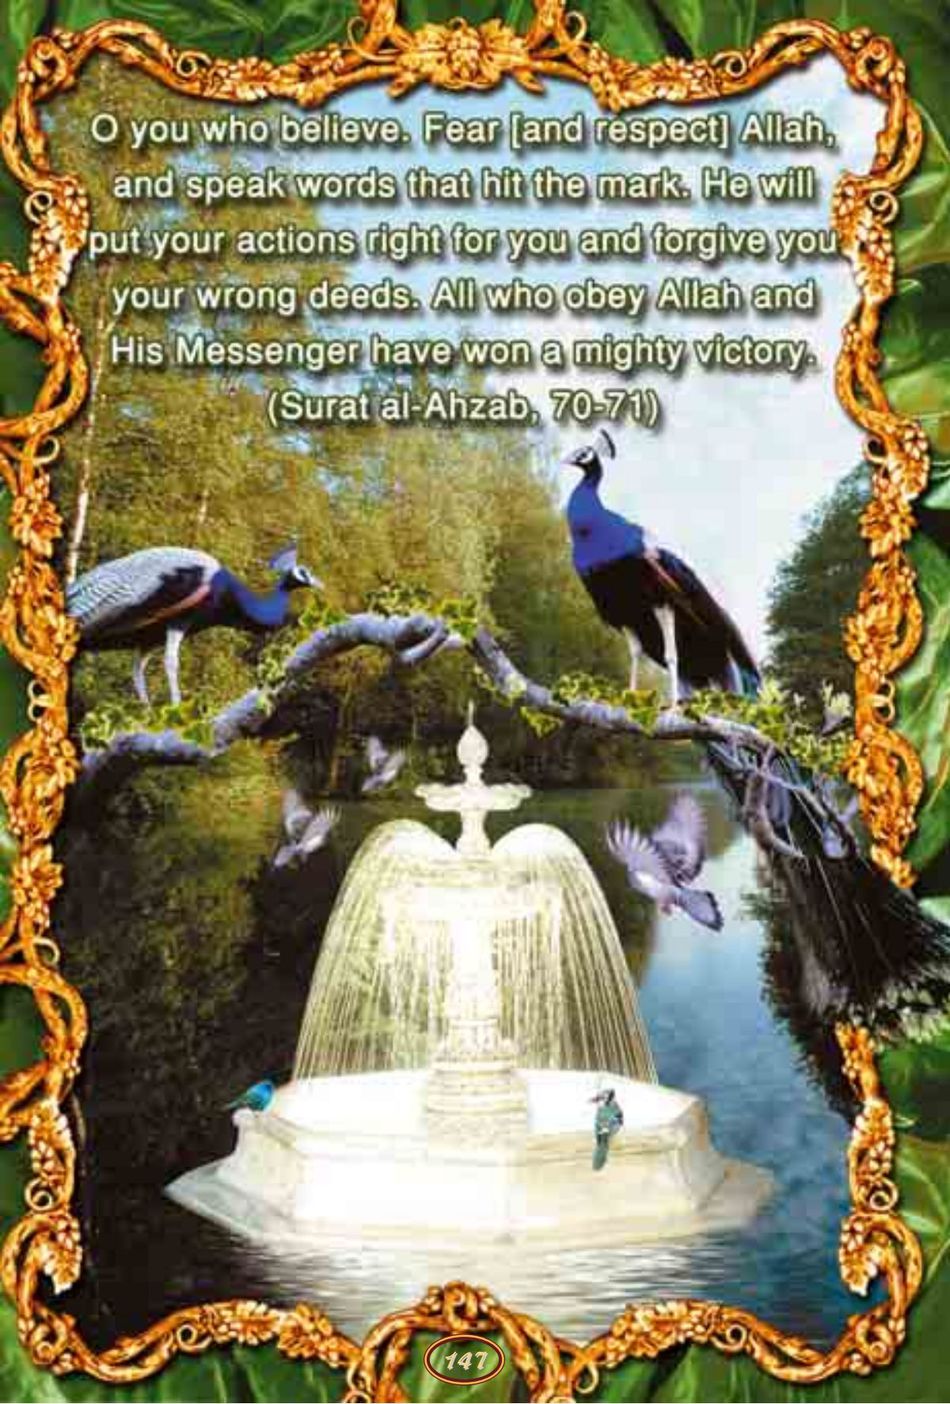 O you who believe. Fear [and respect] Allah,
and speak words that hit the mark. He will
put your actions right for you and forgive you
your wrong deeds. All who obey Allah and
His Messenger have won a mighty victory.
(Surat al-Ahzab, 70-71)
147